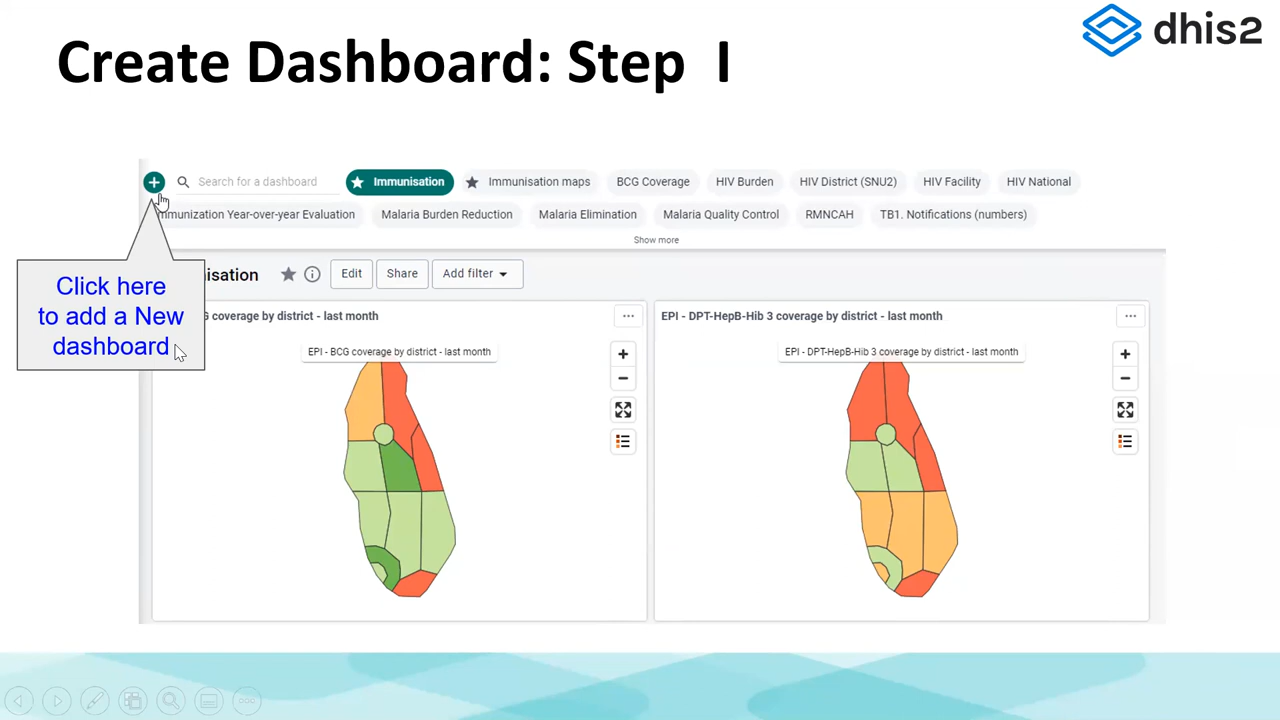 Create Dashboard: Step I
dhis2
Search for a dashboard
Immunisation
Immunisation maps
BCG Coverage
HIV Burden
HIV District (SNU2)
HIV Facility
HIV National
mmunization Year-over-year Evaluation
Malaria Burden Reduction
Malaria Elimination
Malaria Quality Control
RMNCAH
TB1. Notifications (numbers)
Show more
Click here
to add a New
dashboard
nisation
Edit
Share
Add filter
G coverage by district - last month
EPI - BCG coverage by district - last month
EPI - DPT-HepB-Hib 3 coverage by district - last month
EPI - DPT-HepB-Hib 3 coverage by district - last month